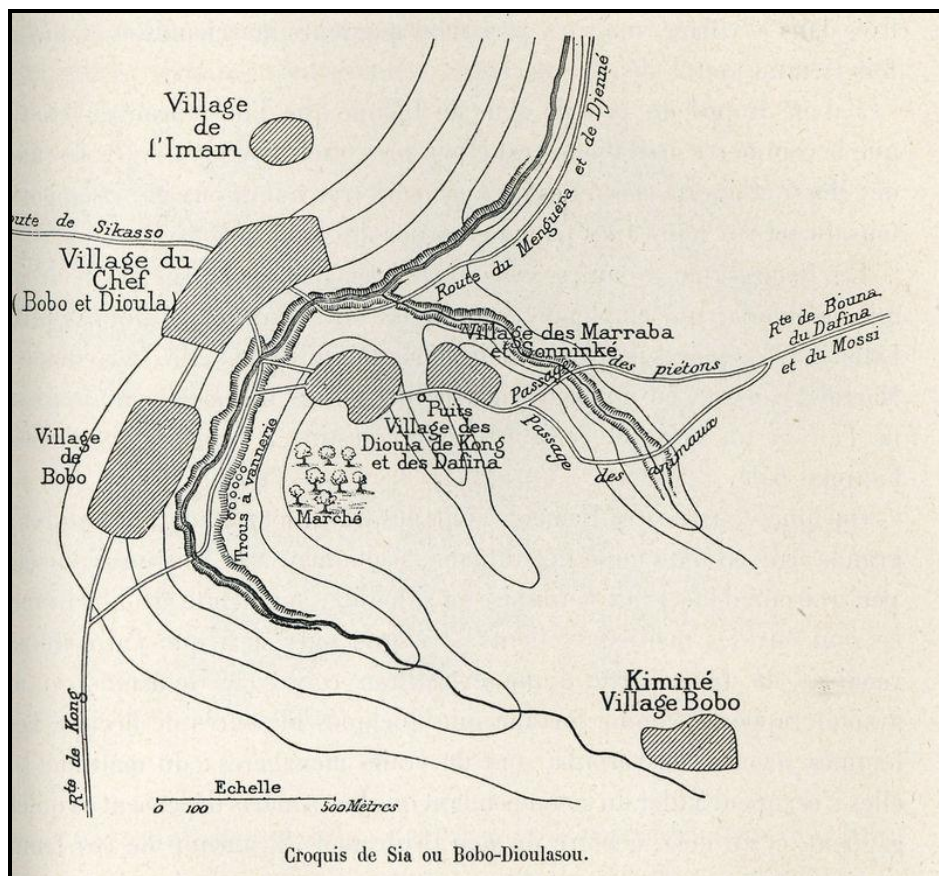 Village
de
l'Imam
Route du Menguéra et de Djenné
oute de Sikasso
Village du
Chef
(Bobo et Dioula)
Rte de Bouna
du Dafina
et du Mossi
Village des Marraba
et Sonninké
Passage des piétons
Passage des animaux
Puits
Village des
Dioula de Kong
et des Dafina
Village
de
Bobo
Trous à vannerie
Marché
Kiminé
Village Bobo
Rte de Kong
Echelle
0 100 500 Mètres
Croquis de Sia ou Bobo-Dioulasou.